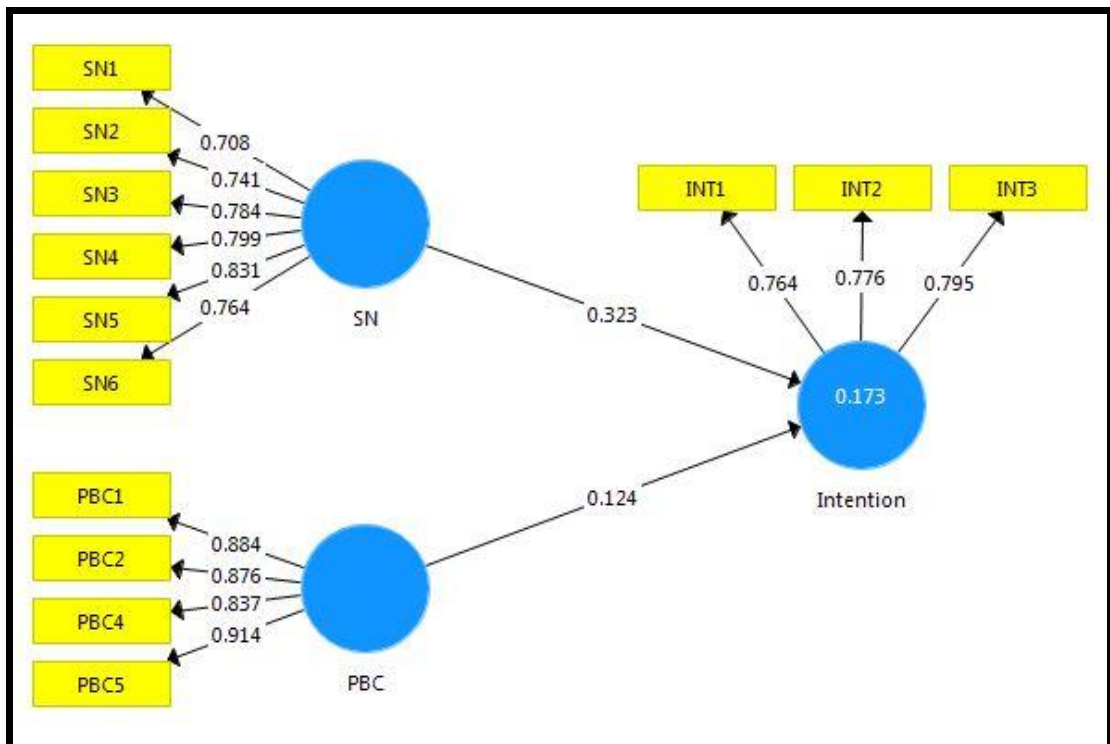 SN1
SN2
SN3
SN4
SN5
SN6
0.708
0.741
0.784
0.799
0.831
0.764
SN
0.323
INT1 INT2 INT3
0.764 0.776 0.795
0.173
Intention
PBC1
PBC2
PBC4
PBC5
0.884
0.876
0.837
0.914
PBC
0.124